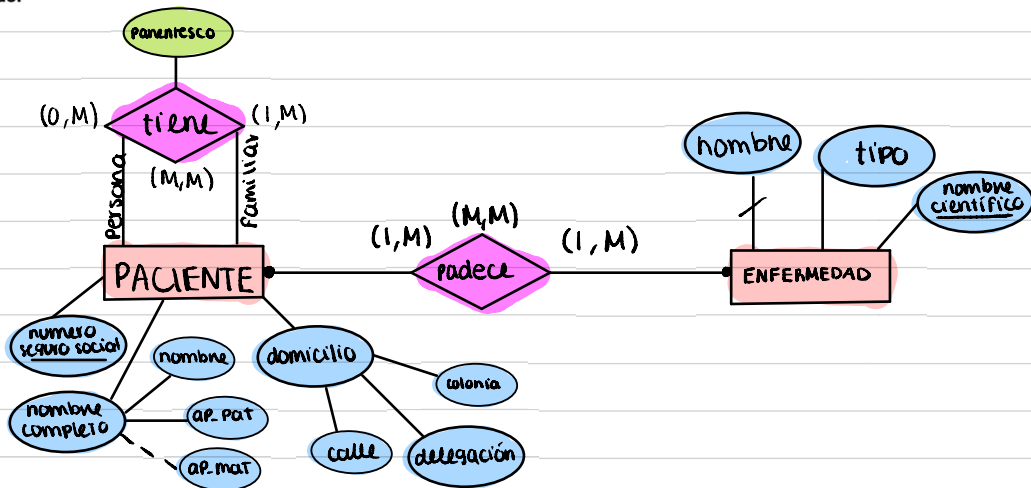 parentesco
(0,M)
tiene
(1,M)
(M,M)
persona
familiar
nombre
tipo
nombre
científico
(1,M)
(M,M)
(1,M)
padece
PACIENTE
ENFERMEDAD
numero
seguro social
nombre
domicilio
colonia
nombre
completo
ap_pat
calle
delegación
ap_mat